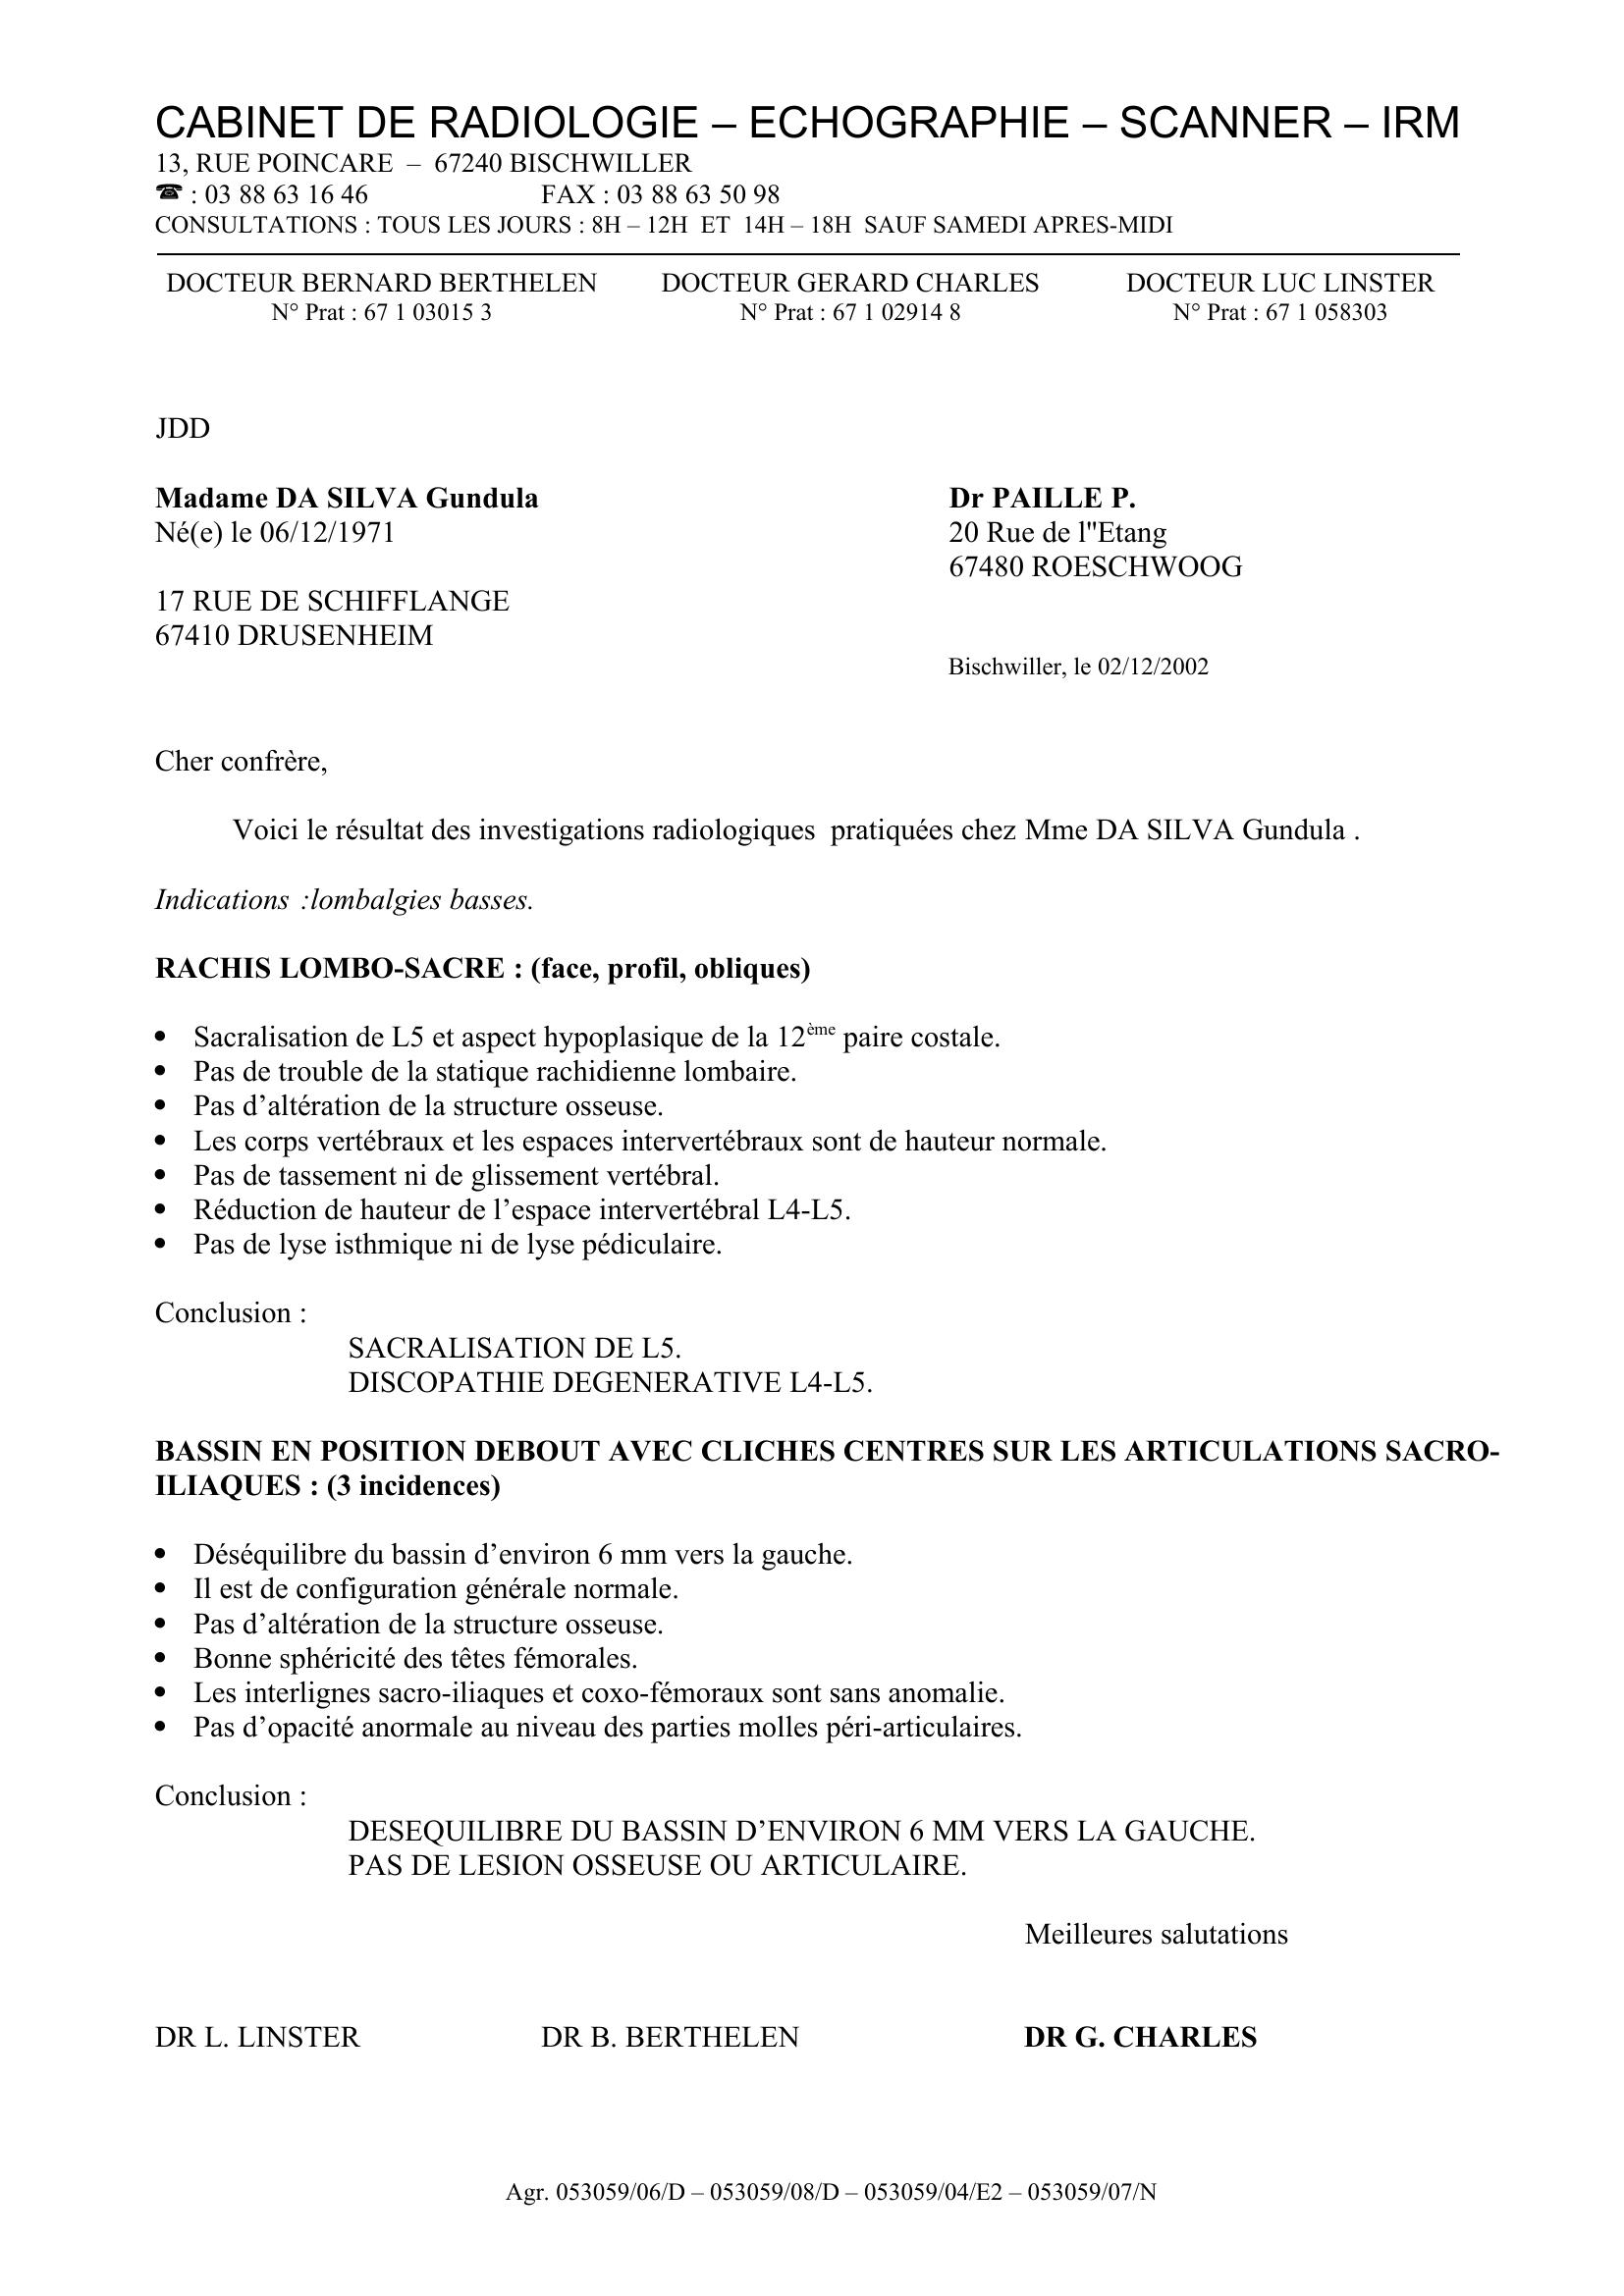 CABINET DE RADIOLOGIE – ECHOGRAPHIE – SCANNER – IRM
13, RUE POINCARE – 67240 BISCHWILLER
☎ : 03 88 63 16 46 FAX : 03 88 63 50 98
CONSULTATIONS : TOUS LES JOURS : 8H – 12H ET 14H – 18H SAUF SAMEDI APRES-MIDI
DOCTEUR BERNARD BERTHELEN DOCTEUR GERARD CHARLES DOCTEUR LUC LINSTER
N° Prat : 67 1 03015 3 N° Prat : 67 1 02914 8 N° Prat : 67 1 058303
JDD
Madame DA SILVA Gundula Dr PAILLE P.
Né(e) le 06/12/1971 20 Rue de l''Etang
67480 ROESCHWOOG
17 RUE DE SCHIFFLANGE
67410 DRUSENHEIM
Bischwiller, le 02/12/2002
Cher confrère,
Voici le résultat des investigations radiologiques pratiquées chez Mme DA SILVA Gundula .
Indications :lombalgies basses.
RACHIS LOMBO-SACRE : (face, profil, obliques)
• Sacralisation de L5 et aspect hypoplasique de la 12ème paire costale.
• Pas de trouble de la statique rachidienne lombaire.
• Pas d’altération de la structure osseuse.
• Les corps vertébraux et les espaces intervertébraux sont de hauteur normale.
• Pas de tassement ni de glissement vertébral.
• Réduction de hauteur de l’espace intervertébral L4-L5.
• Pas de lyse isthmique ni de lyse pédiculaire.
Conclusion :
SACRALISATION DE L5.
DISCOPATHIE DEGENERATIVE L4-L5.
BASSIN EN POSITION DEBOUT AVEC CLICHES CENTRES SUR LES ARTICULATIONS SACRO-
ILIAQUES : (3 incidences)
• Déséquilibre du bassin d’environ 6 mm vers la gauche.
• Il est de configuration générale normale.
• Pas d’altération de la structure osseuse.
• Bonne sphéricité des têtes fémorales.
• Les interlignes sacro-iliaques et coxo-fémoraux sont sans anomalie.
• Pas d’opacité anormale au niveau des parties molles péri-articulaires.
Conclusion :
DESEQUILIBRE DU BASSIN D’ENVIRON 6 MM VERS LA GAUCHE.
PAS DE LESION OSSEUSE OU ARTICULAIRE.
Meilleures salutations
DR L. LINSTER DR B. BERTHELEN DR G. CHARLES
Agr. 053059/06/D – 053059/08/D – 053059/04/E2 – 053059/07/N